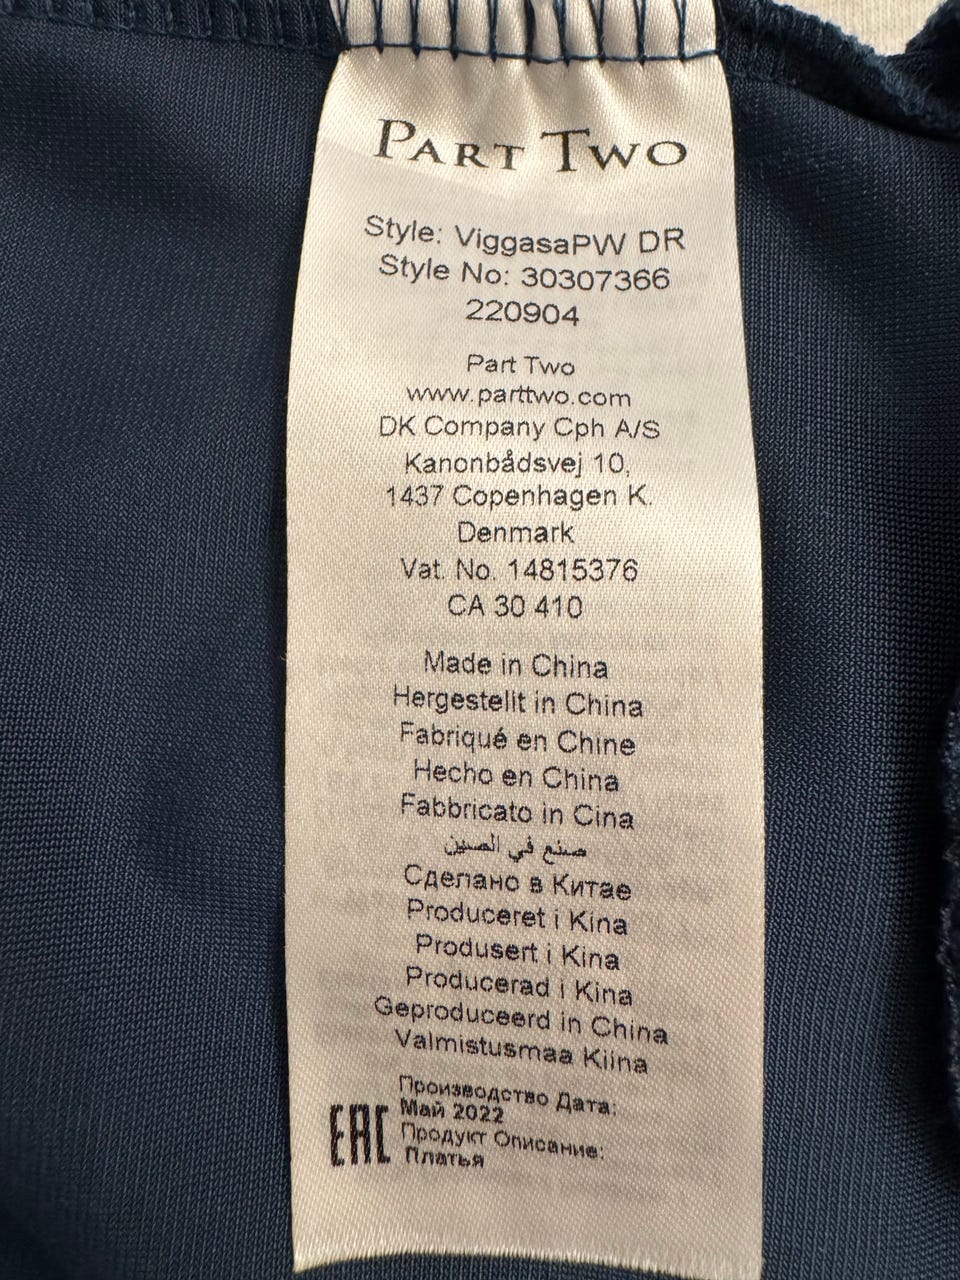 PART TWO
Style: ViggasaPW DR
Style No: 30307366
220904
Part Two
www.parttwo.com
DK Company Cph A/S
Kanonbådsvej 10,
1437 Copenhagen K.
Denmark
Vat. No. 14815376
CA 30 410
Made in China
Hergestellt in China
Fabriqué en Chine
Hecho en China
Fabbricato in Cina
صنع في الصين
Сделано в Китае
Produceret i Kina
Produsert i Kina
Producerad i Kina
Geproduceerd in China
Valmistusmaa Kiina
Производство Дата:
Май 2022
Продукт Описание:
Платья
EAC